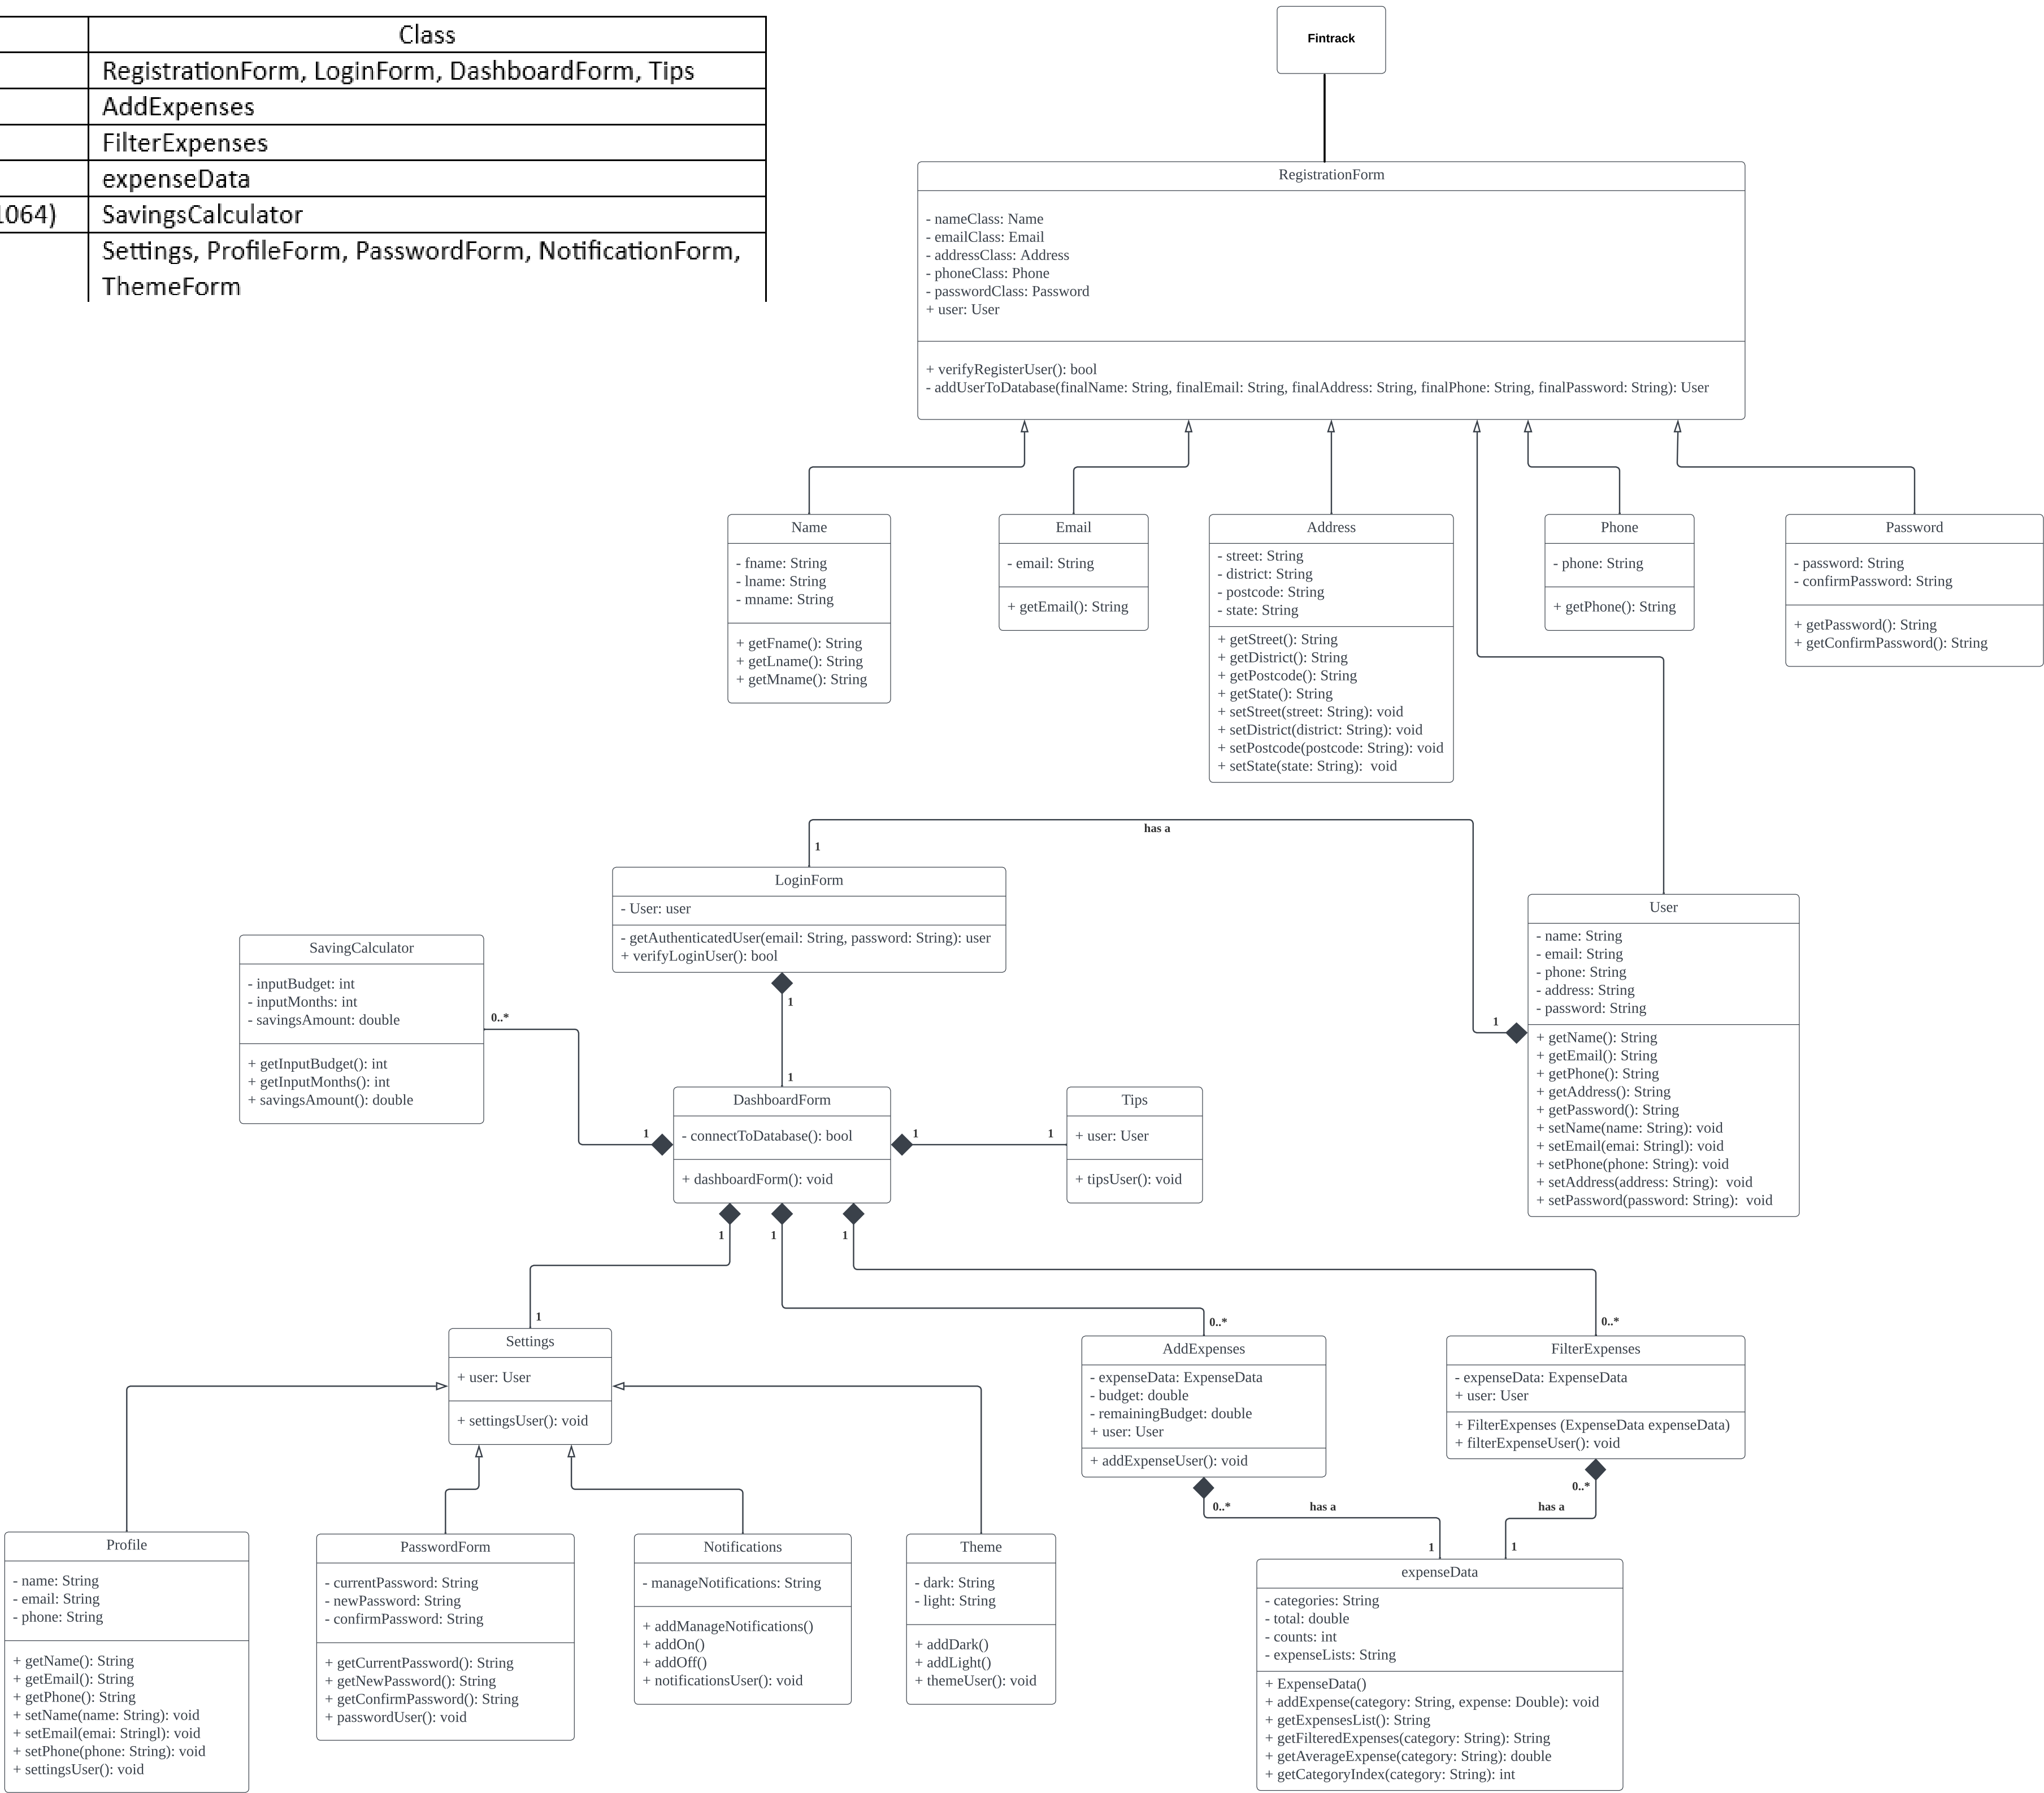 Class
RegistrationForm, LoginForm, DashboardForm, Tips
AddExpenses
FilterExpenses
expenseData
1064)
SavingsCalculator
Settings, ProfileForm, PasswordForm, NotificationForm,
ThemeForm
Fintrack
RegistrationForm
- nameClass: Name
- emailClass: Email
- addressClass: Address
- phoneClass: Phone
- passwordClass: Password
+ user: User
+ verifyRegisterUser(): bool
- addUserToDatabase(finalName: String, finalEmail: String, finalAddress: String, finalPhone: String, finalPassword: String): User
Name
- fname: String
- lname: String
- mname: String
+ getFname(): String
+ getLname(): String
+ getMname(): String
Email
- email: String
+ getEmail(): String
Address
- street: String
- district: String
- postcode: String
- state: String
+ getStreet(): String
+ getDistrict(): String
+ getPostcode(): String
+ getState(): String
+ setStreet(street: String): void
+ setDistrict(district: String): void
+ setPostcode(postcode: String): void
+ setState(state: String):  void
Phone
- phone: String
+ getPhone(): String
Password
- password: String
- confirmPassword: String
+ getPassword(): String
+ getConfirmPassword(): String
has a
1
LoginForm
- User: user
- getAuthenticatedUser(email: String, password: String): user
+ verifyLoginUser(): bool
User
- name: String
- email: String
- phone: String
- address: String
- password: String
+ getName(): String
+ getEmail(): String
+ getPhone(): String
+ getAddress(): String
+ getPassword(): String
+ setName(name: String): void
+ setEmail(emai: Stringl): void
+ setPhone(phone: String): void
+ setAddress(address: String):  void
+ setPassword(password: String):  void
1
SavingCalculator
- inputBudget: int
- inputMonths: int
- savingsAmount: double
+ getInputBudget(): int
+ getInputMonths(): int
+ savingsAmount(): double
0..*
1
1
1
DashboardForm
- connectToDatabase(): bool
+ dashboardForm(): void
1
1
Tips
+ user: User
+ tipsUser(): void
1
1
1
1
0..*
0..*
Settings
+ user: User
+ settingsUser(): void
AddExpenses
- expenseData: ExpenseData
- budget: double
- remainingBudget: double
+ user: User
+ addExpenseUser(): void
FilterExpenses
- expenseData: ExpenseData
+ user: User
+ FilterExpenses (ExpenseData expenseData)
+ filterExpenseUser(): void
0..*
has a
has a
0..*
1
1
Profile
- name: String
- email: String
- phone: String
+ getName(): String
+ getEmail(): String
+ getPhone(): String
+ setName(name: String): void
+ setEmail(emai: Stringl): void
+ setPhone(phone: String): void
+ settingsUser(): void
PasswordForm
- currentPassword: String
- newPassword: String
- confirmPassword: String
+ getCurrentPassword(): String
+ getNewPassword(): String
+ getConfirmPassword(): String
+ passwordUser(): void
Notifications
- manageNotifications: String
+ addManageNotifications()
+ addOn()
+ addOff()
+ notificationsUser(): void
Theme
- dark: String
- light: String
+ addDark()
+ addLight()
+ themeUser(): void
expenseData
- categories: String
- total: double
- counts: int
- expenseLists: String
+ ExpenseData()
+ addExpense(category: String, expense: Double): void
+ getExpensesList(): String
+ getFilteredExpenses(category: String): String
+ getAverageExpense(category: String): double
+ getCategoryIndex(category: String): int